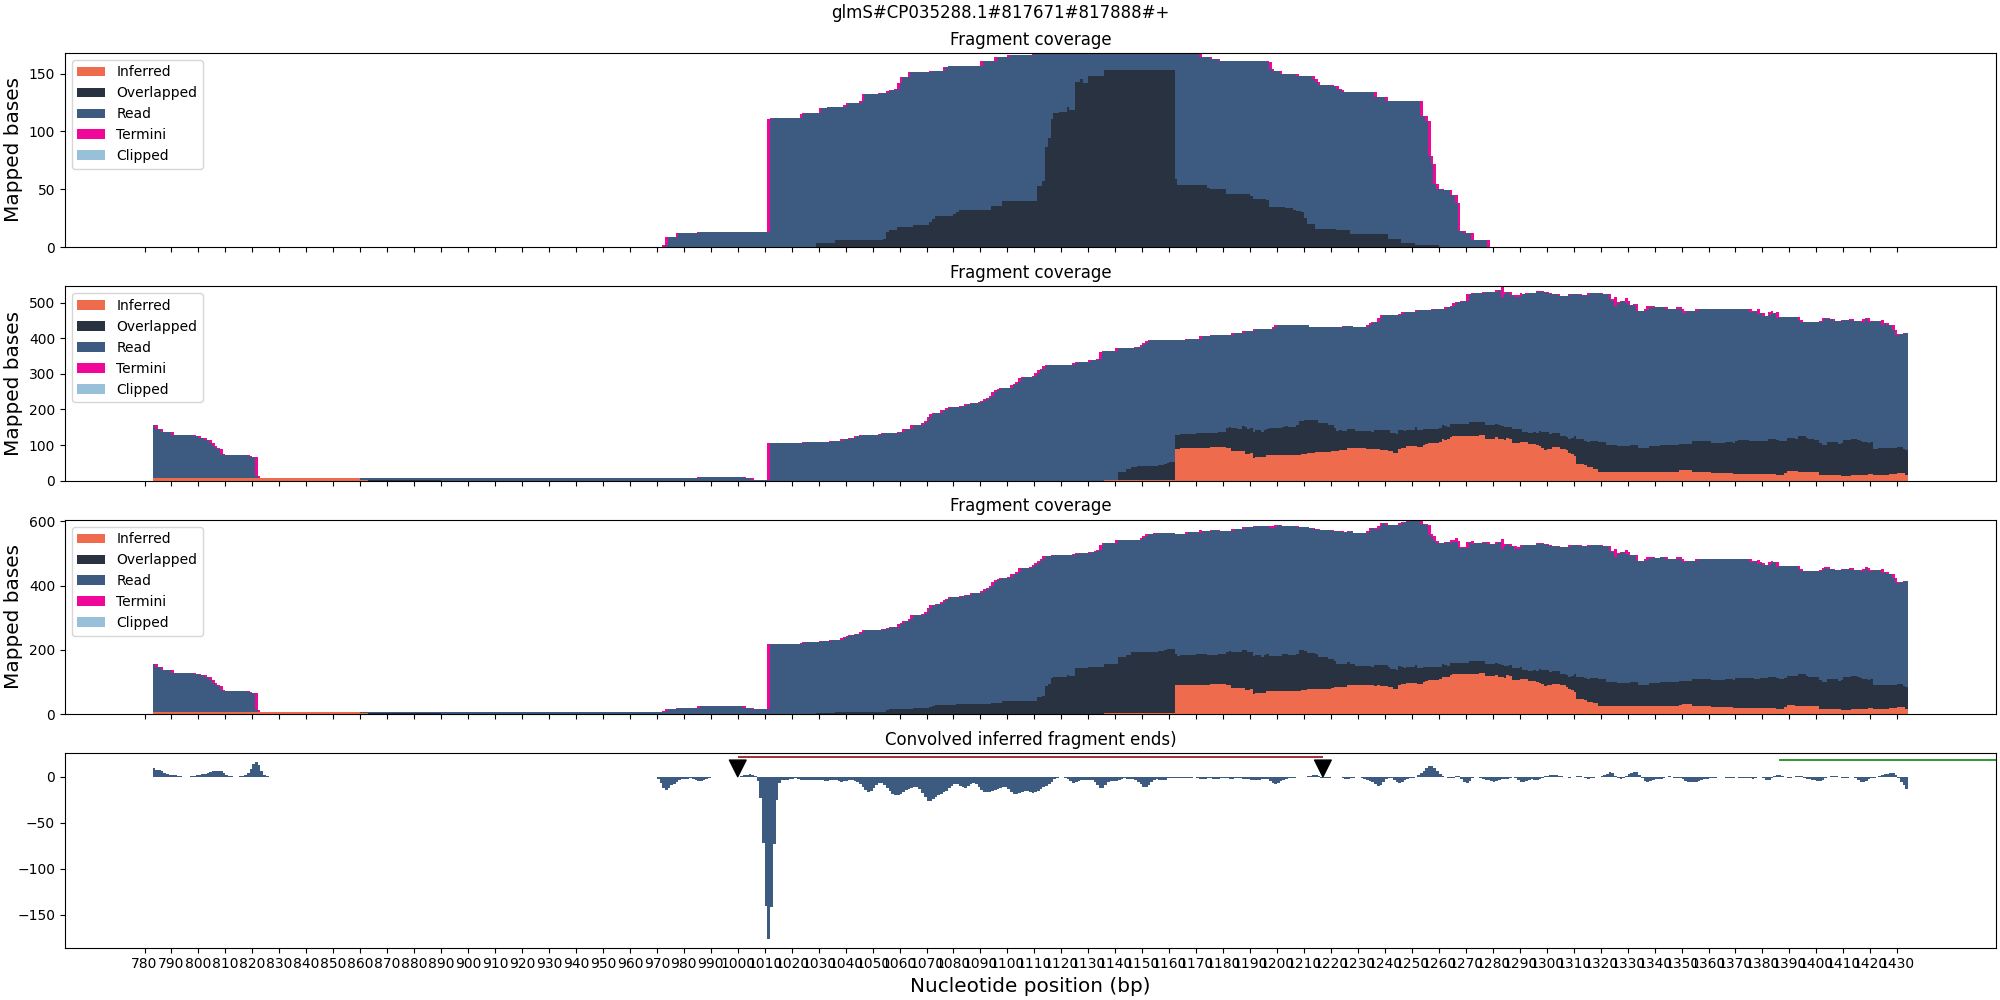 glmS#CP035288.1#817671#817888#+
Fragment coverage
Mapped bases
150
100
50
0
Inferred
Overlapped
Read
Termini
Clipped
Fragment coverage
Mapped bases
500
400
300
200
100
0
Inferred
Overlapped
Read
Termini
Clipped
Fragment coverage
Mapped bases
600
400
200
0
Inferred
Overlapped
Read
Termini
Clipped
Convolved inferred fragment ends)
0
−50
−100
−150
780 790 800 810 820 830 840 850 860 870 880 890 900 910 920 930 940 950 960 970 980 990 1000 1010 1020 1030 1040 1050 1060 1070 1080 1090 1100 1110 1120 1130 1140 1150 1160 1170 1180 1190 1200 1210 1220 1230 1240 1250 1260 1270 1280 1290 1300 1310 1320 1330 1340 1350 1360 1370 1380 1390 1400 1410 1420 1430
Nucleotide position (bp)